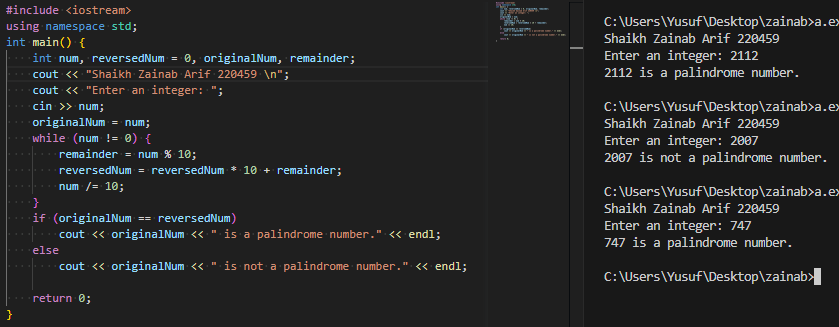 #include <iostream>
using namespace std;
int main() {
    int num, reversedNum = 0, originalNum, remainder;
    cout << "Shaikh Zainab Arif 220459 \n";
    cout << "Enter an integer: ";
    cin >> num;
    originalNum = num;
    while (num != 0) {
        remainder = num % 10;
        reversedNum = reversedNum * 10 + remainder;
        num /= 10;
    }
    if (originalNum == reversedNum)
        cout << originalNum << " is a palindrome number." << endl;
    else
        cout << originalNum << " is not a palindrome number." << endl;

    return 0;
}
C:\Users\Yusuf\Desktop\zainab>a.ex
Shaikh Zainab Arif 220459
Enter an integer: 2112
2112 is a palindrome number.

C:\Users\Yusuf\Desktop\zainab>a.ex
Shaikh Zainab Arif 220459
Enter an integer: 2007
2007 is not a palindrome number.

C:\Users\Yusuf\Desktop\zainab>a.ex
Shaikh Zainab Arif 220459
Enter an integer: 747
747 is a palindrome number.

C:\Users\Yusuf\Desktop\zainab>